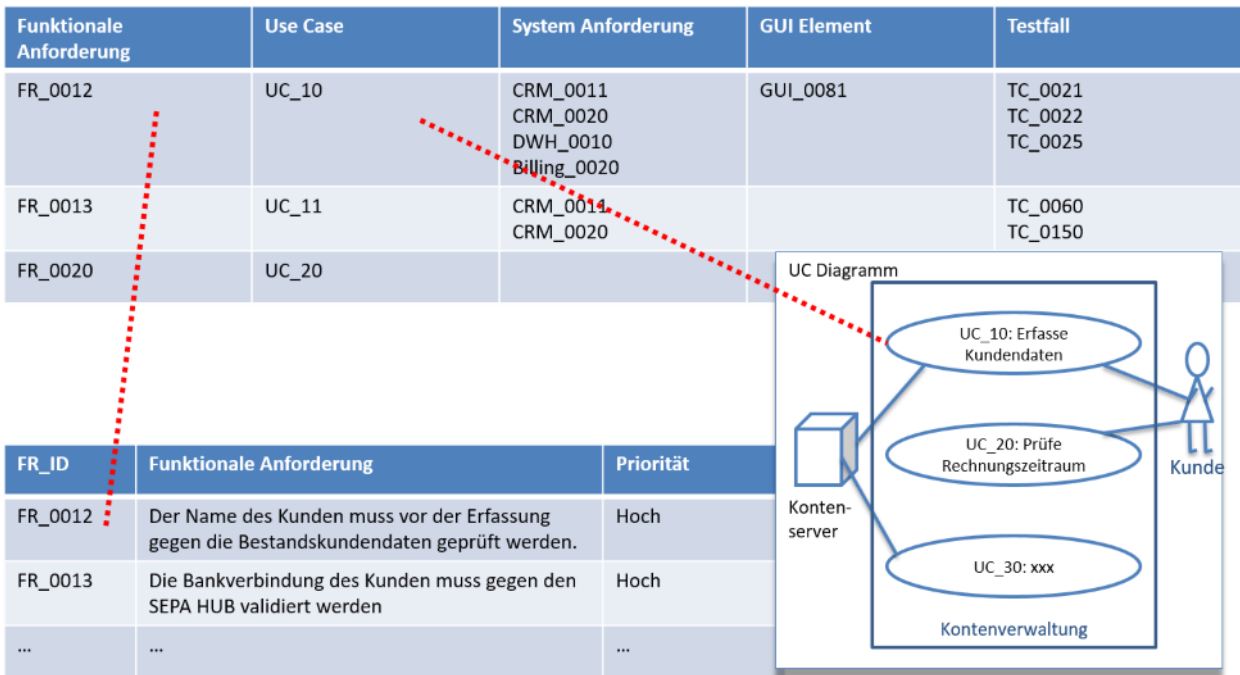 Funktionale
Anforderung
Use Case
System Anforderung
GUI Element
Testfall
FR_0012
UC_10
CRM_0011
CRM_0020
DWH_0010
Billing_0020
GUI_0081
TC_0021
TC_0022
TC_0025
FR_0013
UC_11
CRM_0011
CRM_0020
TC_0060
TC_0150
FR_0020
UC_20
UC Diagramm
UC_10: Erfasse
Kundendaten
UC_20: Prüfe
Rechnungszeitraum
UC_30: xxx
Konten-
server
Kunde
Kontenverwaltung
FR_ID
Funktionale Anforderung
Priorität
FR_0012
Der Name des Kunden muss vor der Erfassung
gegen die Bestandskundendaten geprüft werden.
Hoch
FR_0013
Die Bankverbindung des Kunden muss gegen den
SEPA HUB validiert werden
Hoch
...
...
...